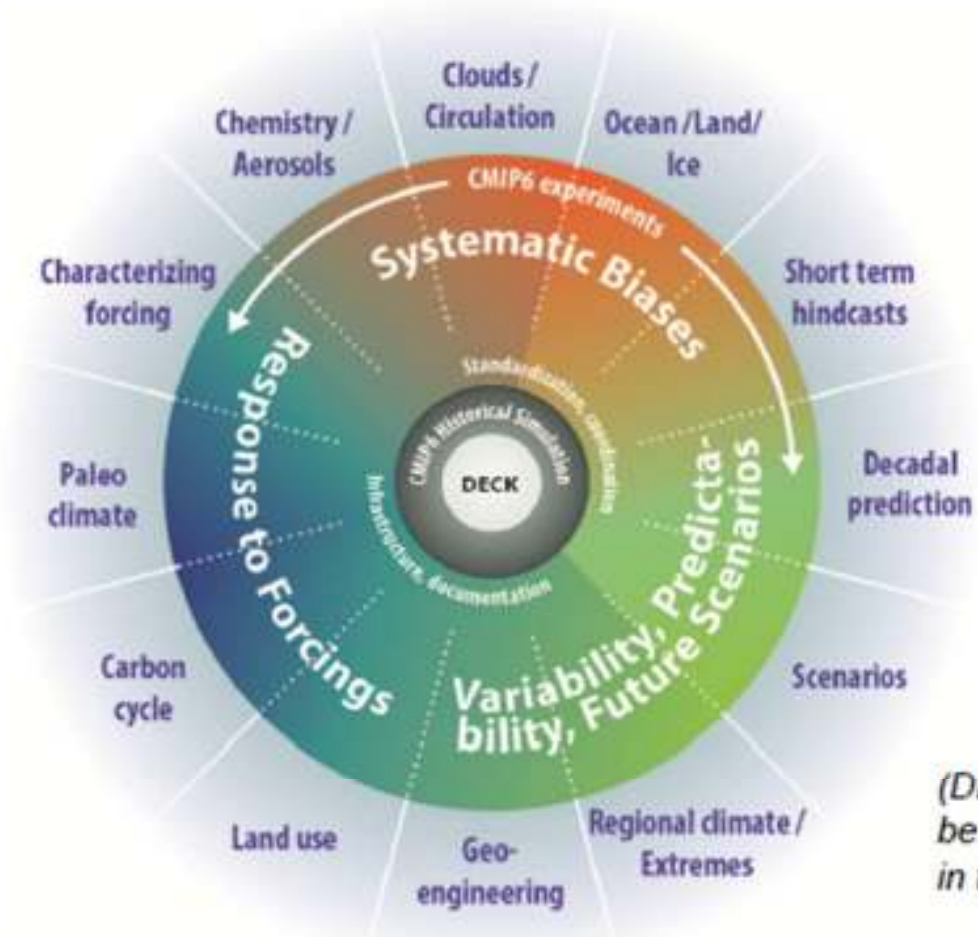 Clouds /
Circulation
Chemistry /
Aerosols
Ocean /Land/
Ice
Characterizing
forcing
Short term
hindcasts
Paleo
climate
Decadal
prediction
Carbon
cycle
Scenarios
Land use
Geo-
engineering
Regional climate /
Extremes
CMIP6 experiments
Systematic Biases
Response to Forcings
Variability, Predicta-
bility, Future Scenarios
Standardization, coordination
CMIP6 Historical Simulation
DECK
Infrastructure, documentation
be
in